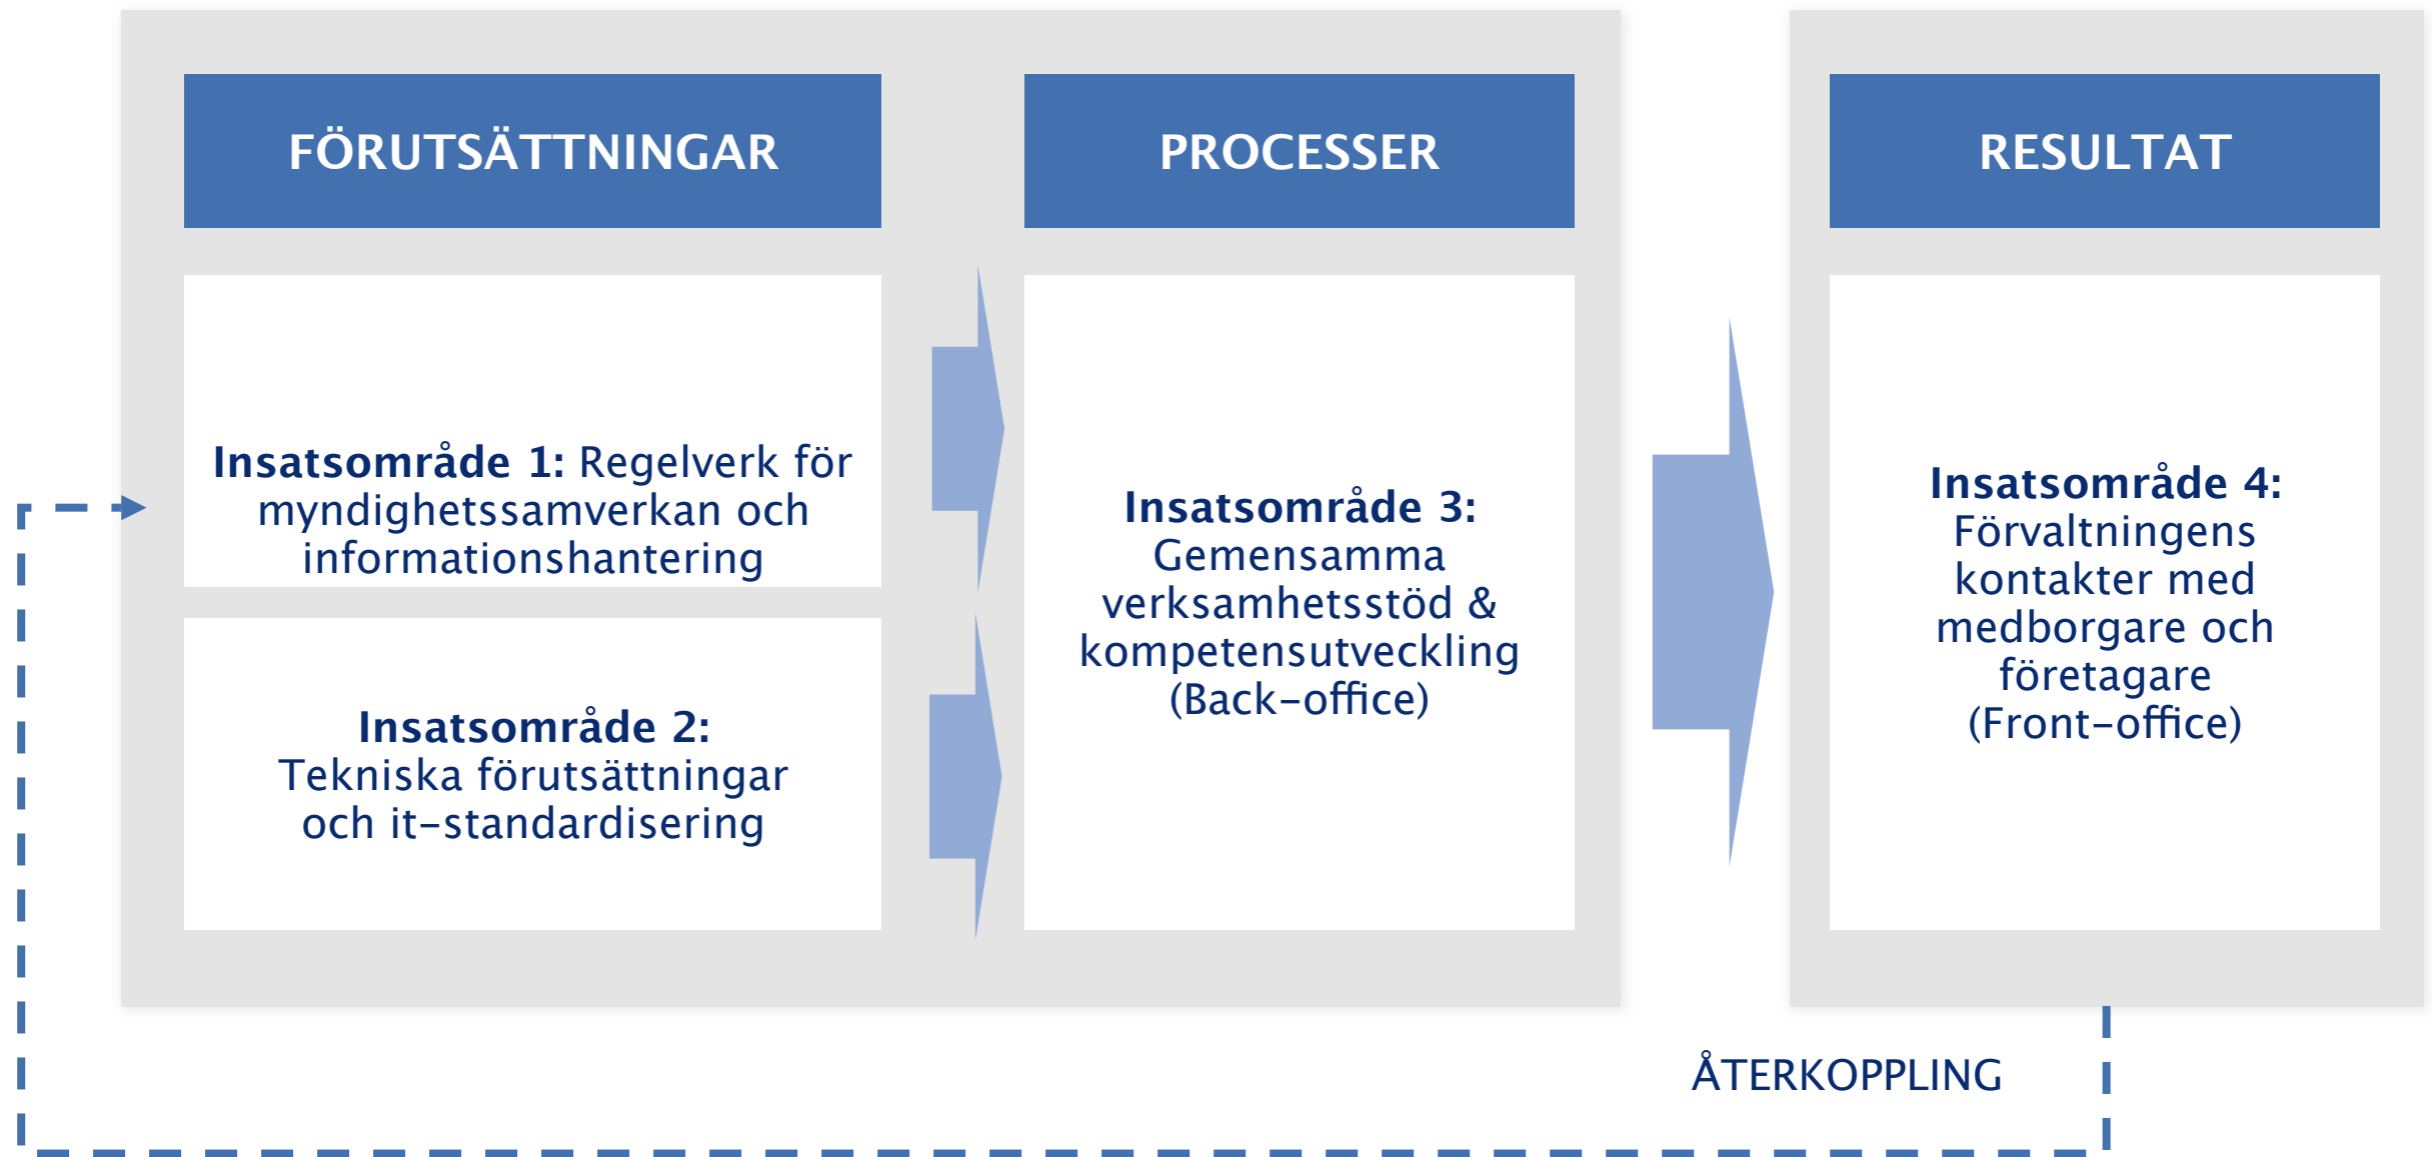 FÖRUTSÄTTNINGAR
PROCESSER
RESULTAT
Insatsområde 1: Regelverk för
myndighetssamverkan och
informationshantering
Insatsområde 2:
Tekniska förutsättningar
och it-standardisering
Insatsområde 3:
Gemensamma
verksamhetsstöd &
kompetensutveckling
(Back-office)
Insatsområde 4:
Förvaltningens
kontakter med
medborgare och
företagare
(Front-office)
ÅTERKOPPLING